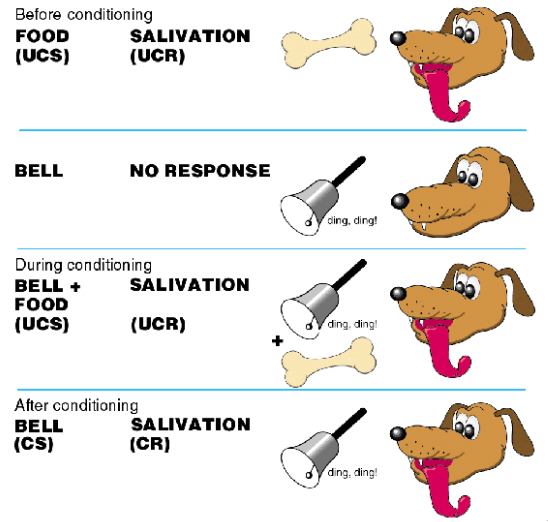 Before conditioning
FOOD SALIVATION
(UCS) (UCR)
BELL NO RESPONSE
ding, ding!
During conditioning
BELL + SALIVATION
FOOD
(UCS) (UCR)
ding, ding!
+
After conditioning
BELL SALIVATION
(CS) (CR)
ding, ding!